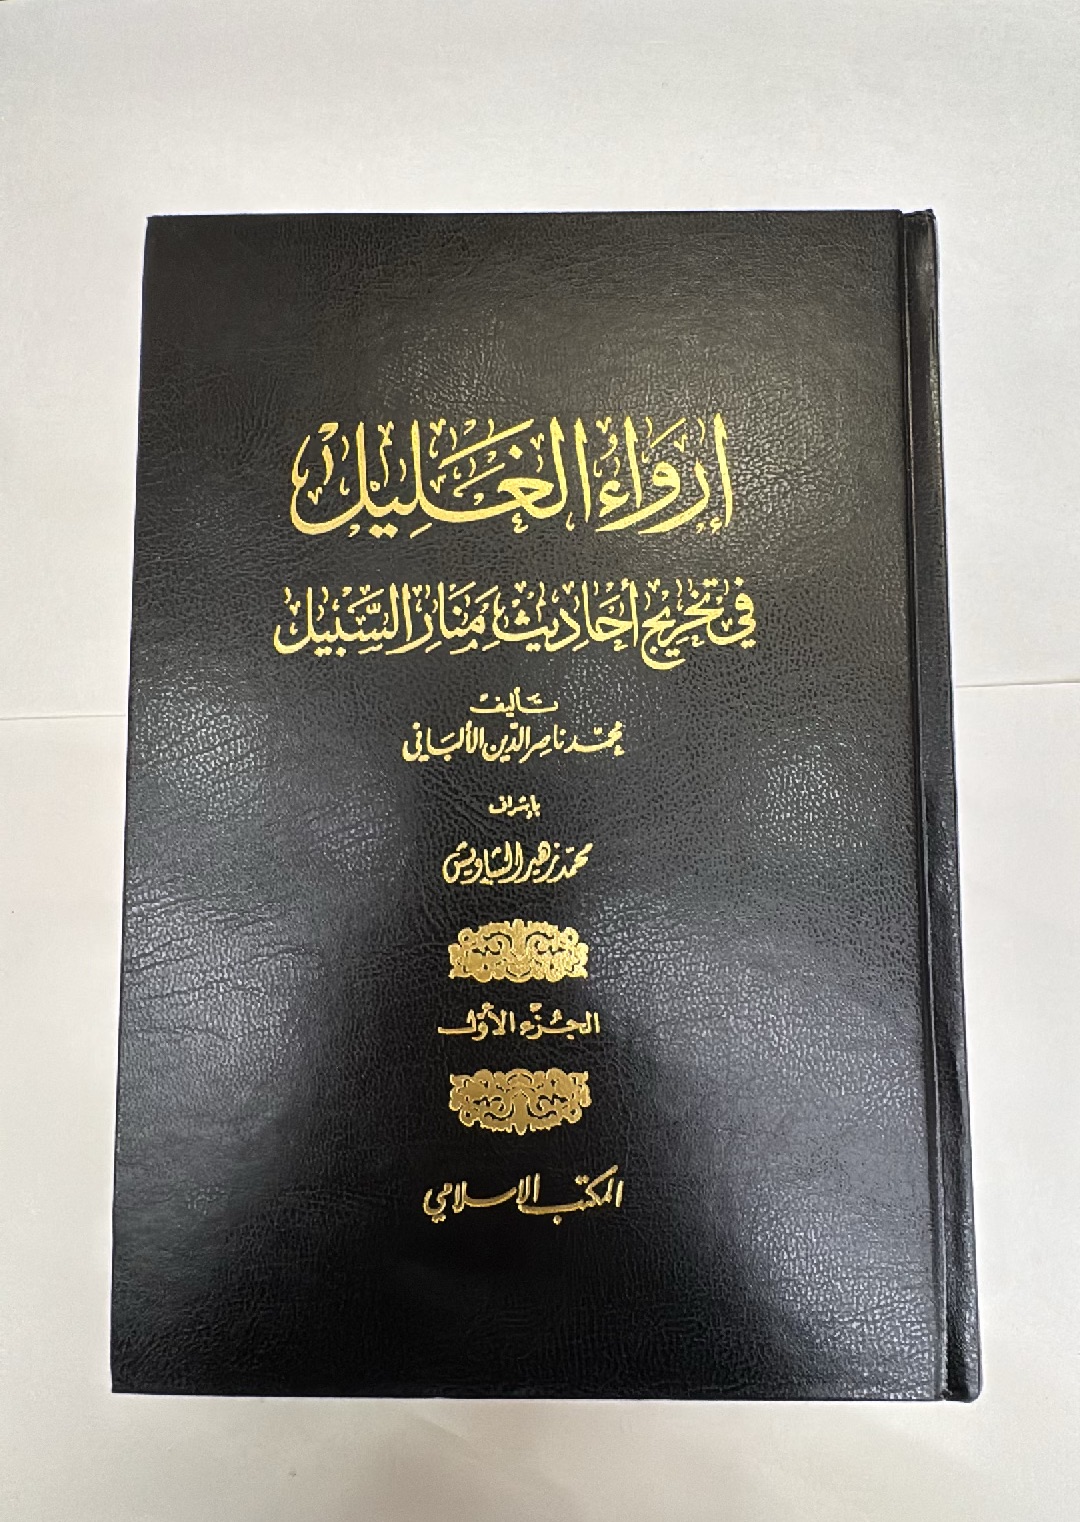 إرواء الغليل
في تخريج أحاديث منار السبيل
تأليف
محمد ناصر الدين الألباني
بإشراف
محمد زهير الشاويش
الجزء الأول
المكتب الاسلامي